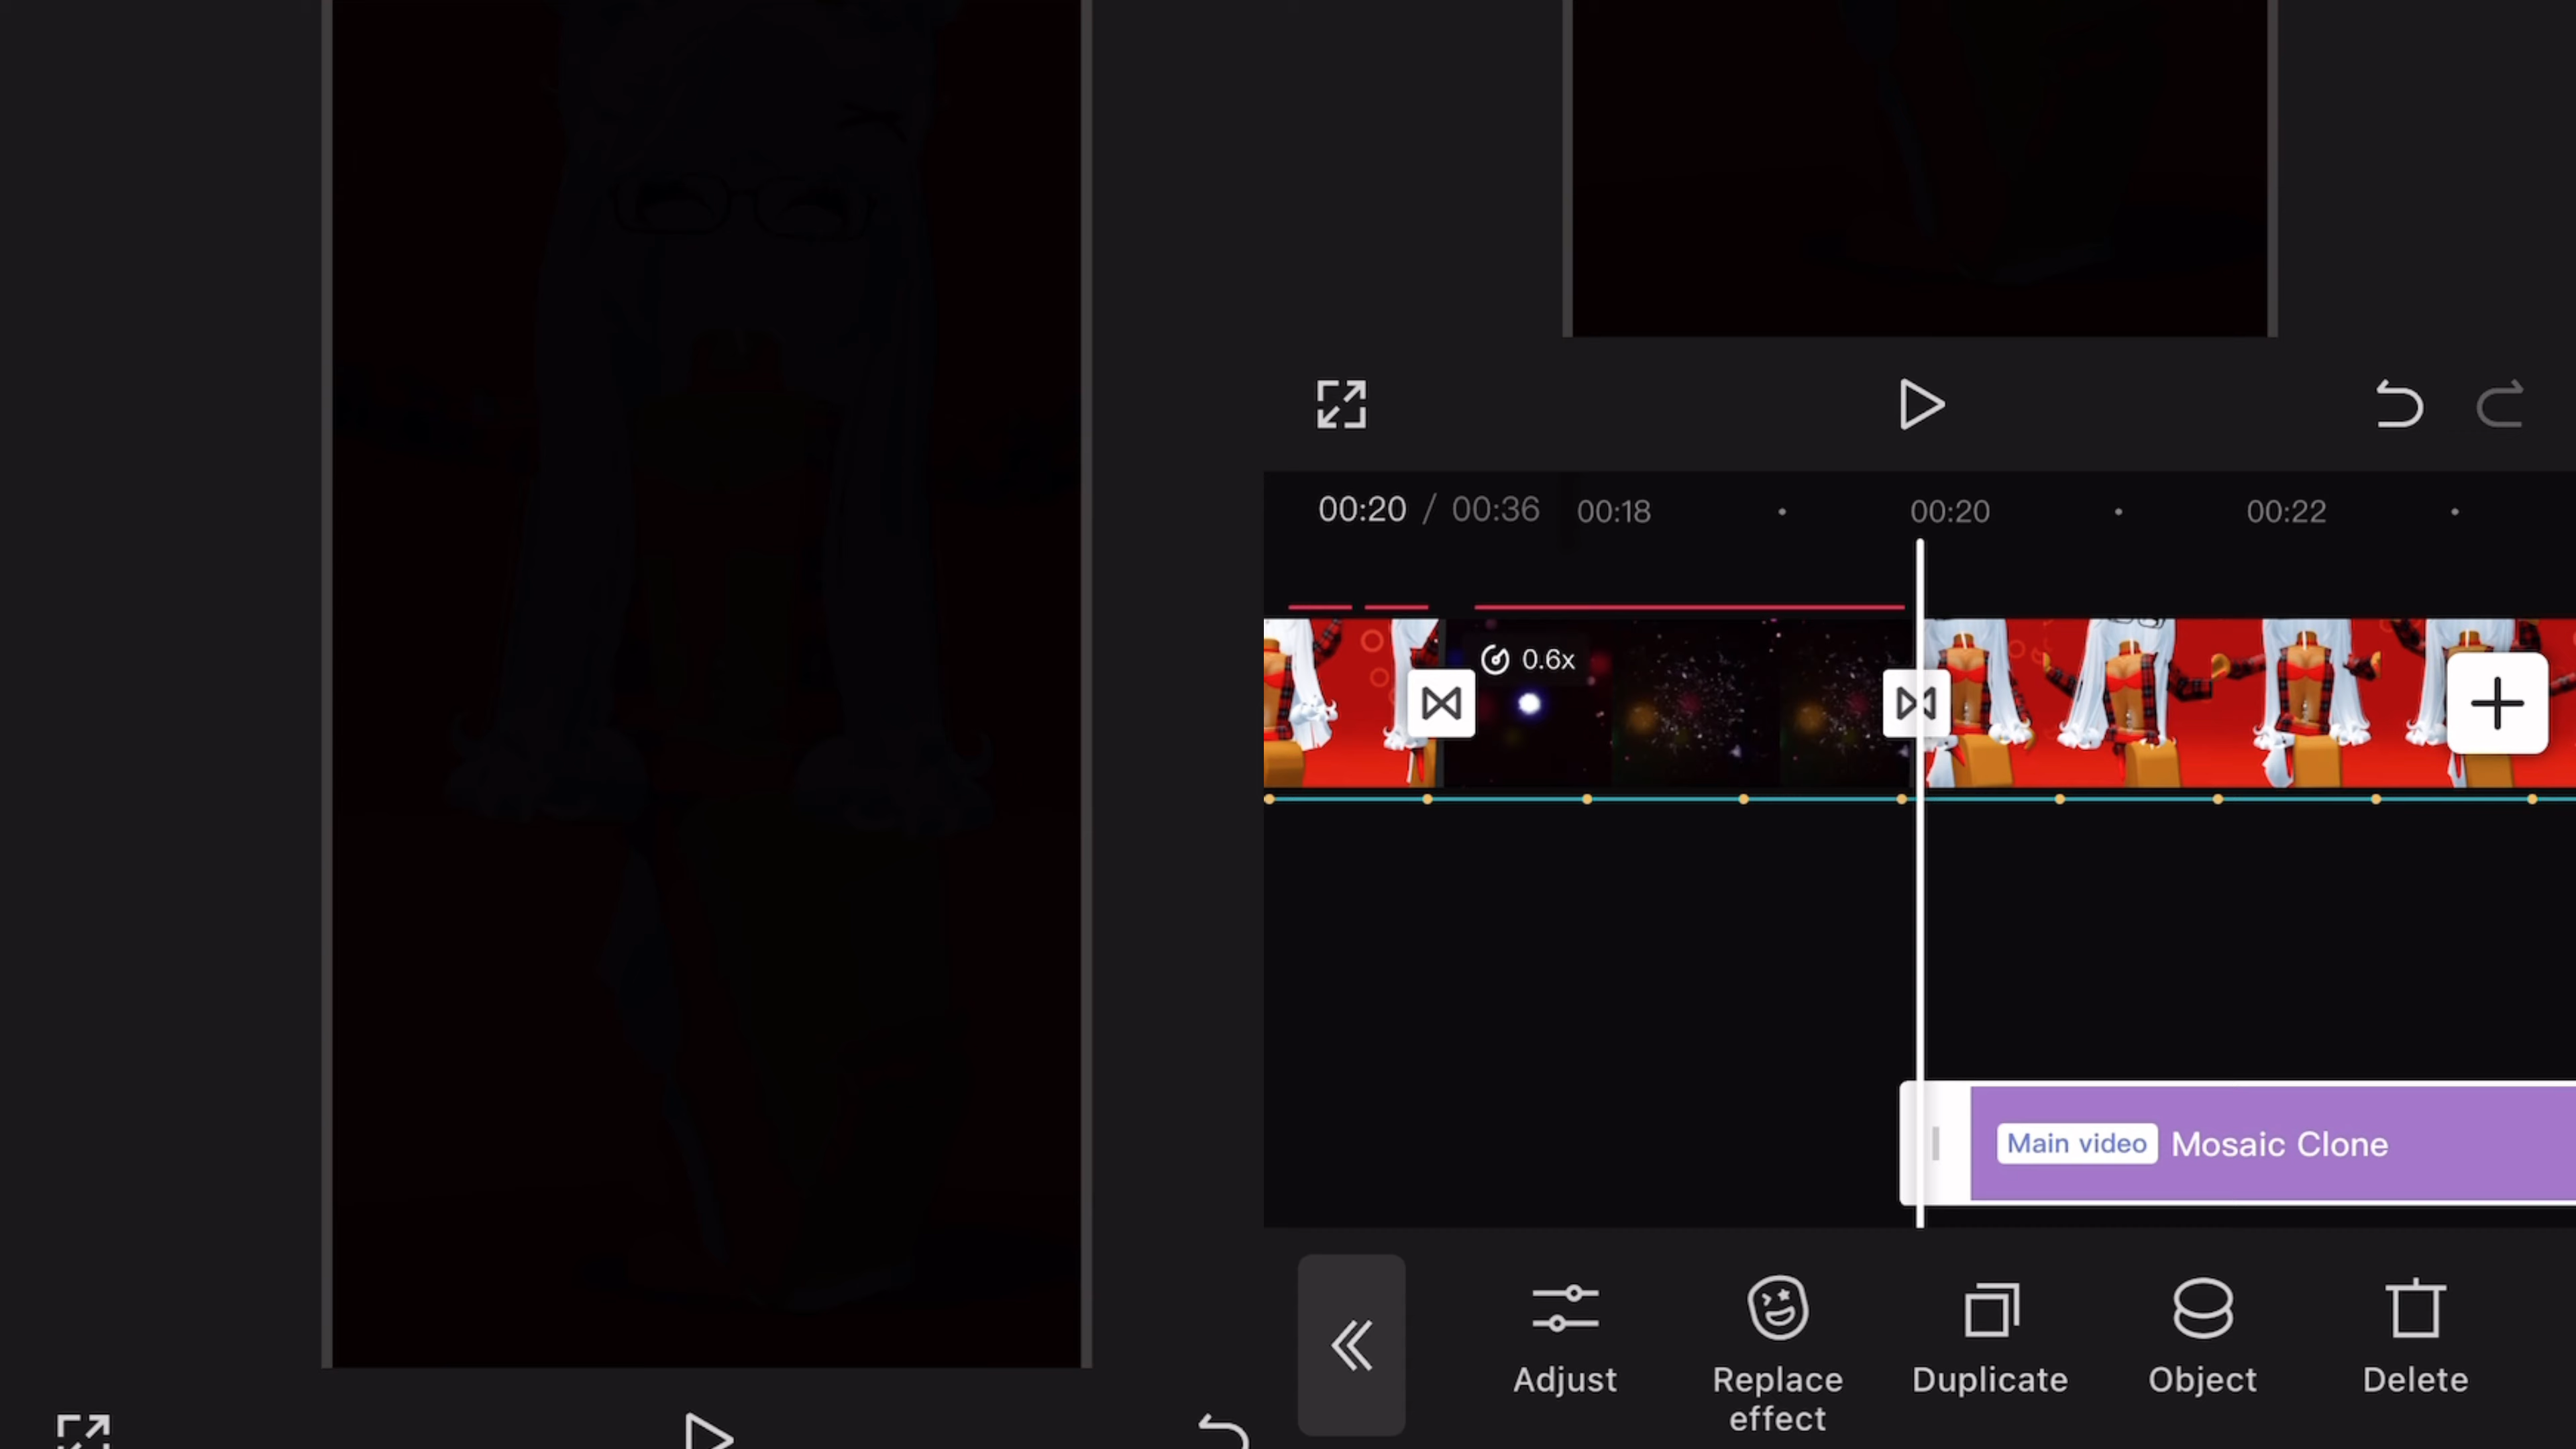 00:20 / 00:36 00:18 00:20 00:22
0.6x
Main video Mosaic Clone
Adjust Replace effect Duplicate Object Delete